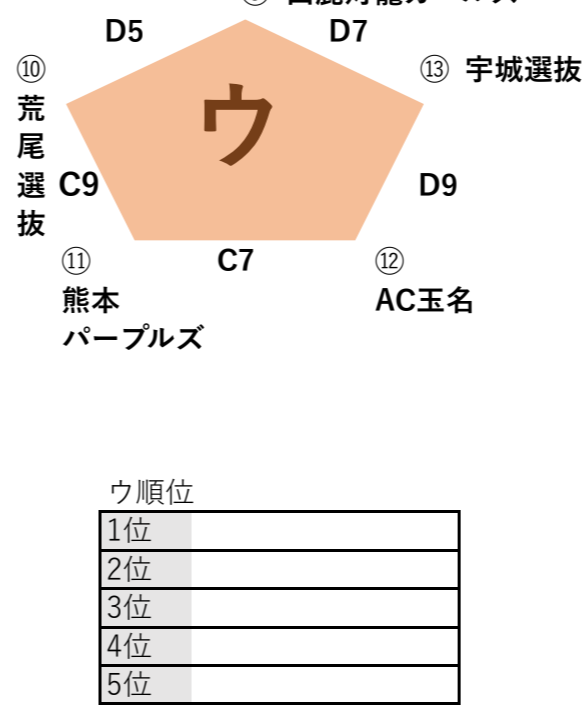 D5
D7
⑩
荒尾選抜
⑬ 宇城選抜
ウ
C9
D9
⑪
熊本
パープルズ
C7
⑫
AC玉名
ウ順位
1位
2位
3位
4位
5位